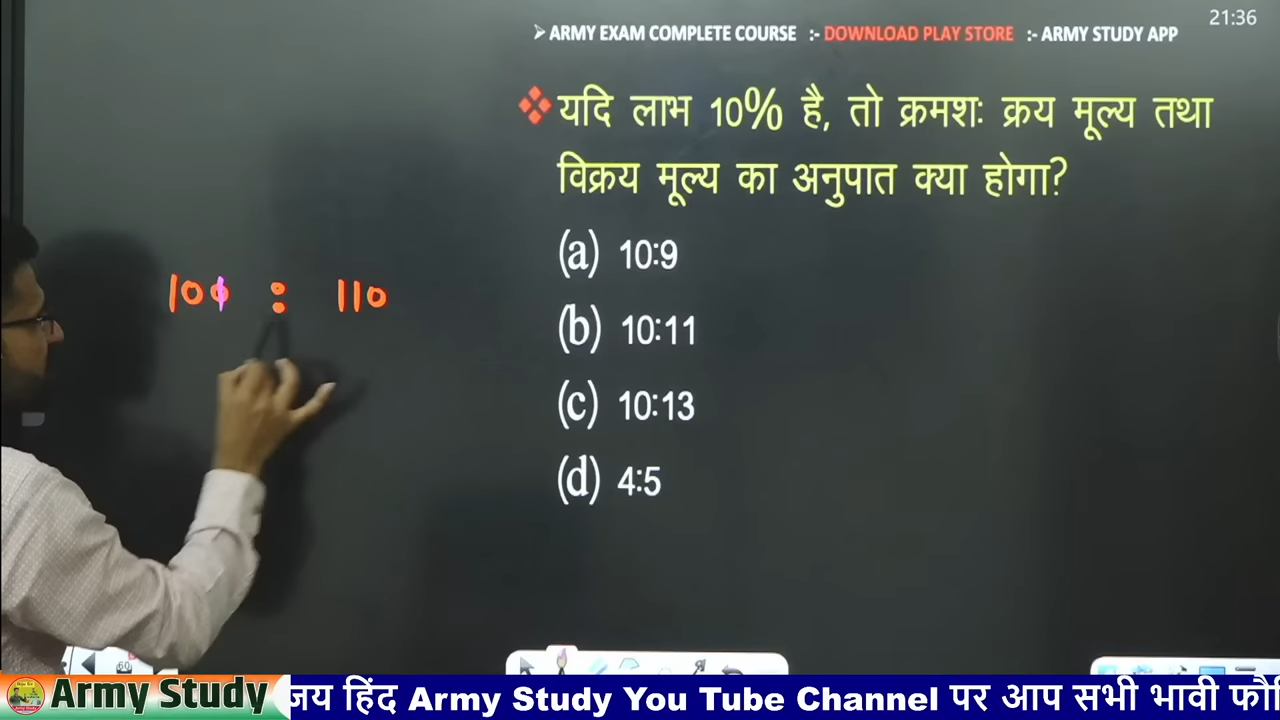 21:36
➢ ARMY EXAM COMPLETE COURSE :- DOWNLOAD PLAY STORE :- ARMY STUDY APP
❖ यदि लाभ 10% है, तो क्रमशः क्रय मूल्य तथा
विक्रय मूल्य का अनुपात क्या होगा?
(a) 10:9
(b) 10:11
(c) 10:13
(d) 4:5
100 : 110
60
Army Study जय हिंद Army Study You Tube Channel पर आप सभी भावी